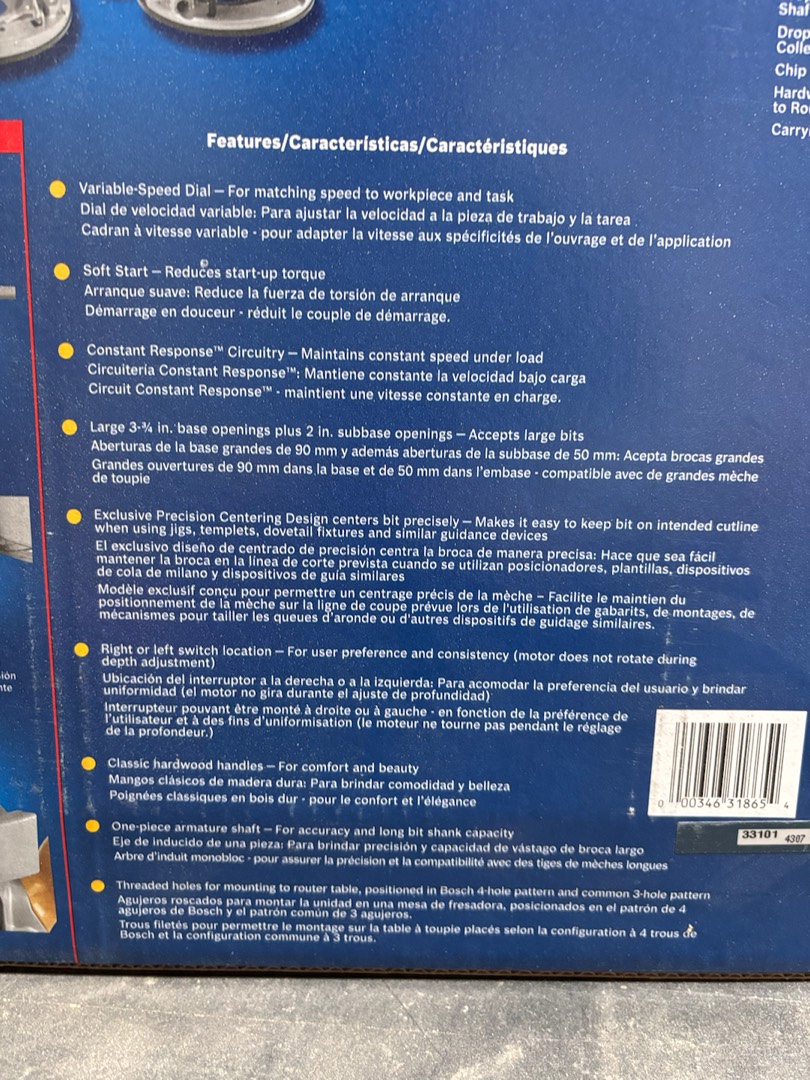 Shaf
Drop
Colle
Chip
Hardw
to Ro
Carry
Features/Características/Caractéristiques
Variable-Speed Dial – For matching speed to workpiece and task
Dial de velocidad variable: Para ajustar la velocidad a la pieza de trabajo y la tarea
Cadran à vitesse variable - pour adapter la vitesse aux spécificités de l'ouvrage et de l'application
Soft Start – Reduces start-up torque
Arranque suave: Reduce la fuerza de torsión de arranque
Démarrage en douceur - réduit le couple de démarrage.
Constant Response™ Circuitry – Maintains constant speed under load
Circuitería Constant Response™: Mantiene constante la velocidad bajo carga
Circuit Constant Response™ - maintient une vitesse constante en charge.
Large 3-¾ in. base openings plus 2 in. subbase openings – Accepts large bits
Aberturas de la base grandes de 90 mm y además aberturas de la subbase de 50 mm: Acepta brocas grandes
Grandes ouvertures de 90 mm dans la base et de 50 mm dans l'embase - compatible avec de grandes mèche
de toupie
Exclusive Precision Centering Design centers bit precisely – Makes it easy to keep bit on intended cutline
when using jigs, templets, dovetail fixtures and similar guidance devices
El exclusivo diseño de centrado de precisión centra la broca de manera precisa: Hace que sea fácil
mantener la broca en la línea de corte prevista cuando se utilizan posicionadores, plantillas, dispositivos
de cola de milano y dispositivos de guía similares
Modèle exclusif conçu pour permettre un centrage précis de la mèche – Facilite le maintien du
positionnement de la mèche sur la ligne de coupe prévue lors de l'utilisation de gabarits, de montages, de
mécanismes pour tailler les queues d'aronde ou d'autres dispositifs de guidage similaires.
Right or left switch location – For user preference and consistency (motor does not rotate during
depth adjustment)
Ubicación del interruptor a la derecha o a la izquierda: Para acomodar la preferencia del usuario y brindar
uniformidad (el motor no gira durante el ajuste de profundidad)
Interrupteur pouvant être monté à droite ou à gauche - en fonction de la préférence de
l'utilisateur et à des fins d'uniformisation (le moteur ne tourne pas pendant le réglage
de la profondeur.)
ión
nte
Classic hardwood handles – For comfort and beauty
Mangos clásicos de madera dura: Para brindar comodidad y belleza
Poignées classiques en bois dur - pour le confort et l'élégance
0 00346 31865 4
33101 4307
One-piece armature shaft – For accuracy and long bit shank capacity
Eje de inducido de una pieza: Para brindar precisión y capacidad de vástago de broca largo
Arbre d'induit monobloc - pour assurer la précision et la compatibilité avec des tiges de mèches longues
Threaded holes for mounting to router table, positioned in Bosch 4-hole pattern and common 3-hole pattern
Agujeros roscados para montar la unidad en una mesa de fresadora, posicionados en el patrón de 4
agujeros de Bosch y el patrón común de 3 agujeros.
Trous filetés pour permettre le montage sur la table à toupie placés selon la configuration à 4 trous de
Bosch et la configuration commune à 3 trous.